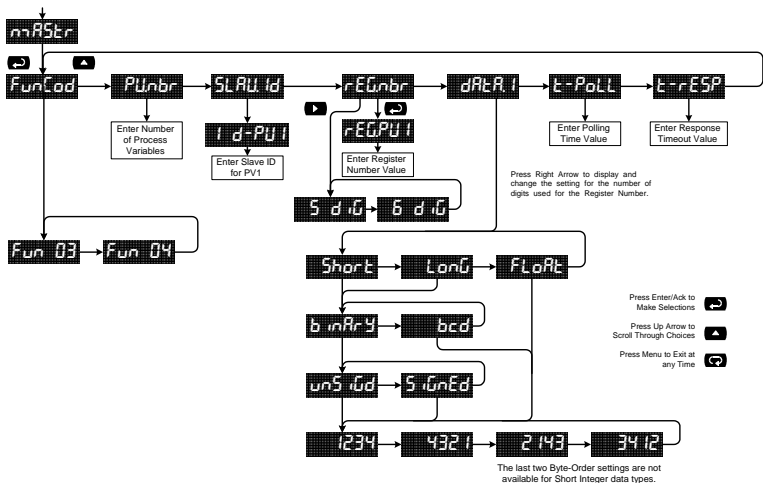 mAStr
FunCod
PVnbr
SLAV.Id
rEGnbr
dAtA.1
t-PoLL
t-rESP
Enter Number
of Process
Variables
Id-PV1
Enter Slave ID
for PV1
rEGPV1
Enter Register
Number Value
Enter Polling
Time Value
Enter Response
Timeout Value
Press Right Arrow to display and
change the setting for the number of
digits used for the Register Number.
5 diG
6 diG
Fun 03
Fun 04
Short
LonG
FLoAt
Press Enter/Ack to
Make Selections
binArY
bcd
Press Up Arrow to
Scroll Through Choices
Press Menu to Exit at
any Time
unSiGd
SiGnEd
1234
4321
2143
3412
The last two Byte-Order settings are not
available for Short Integer data types.